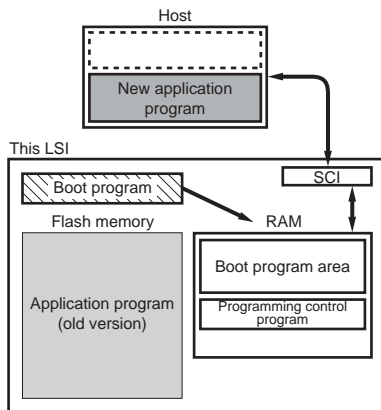 Host
New application
program
This LSI
SCI
Boot program
Flash memory
RAM
Application program
(old version)
Boot program area
Programming control
program